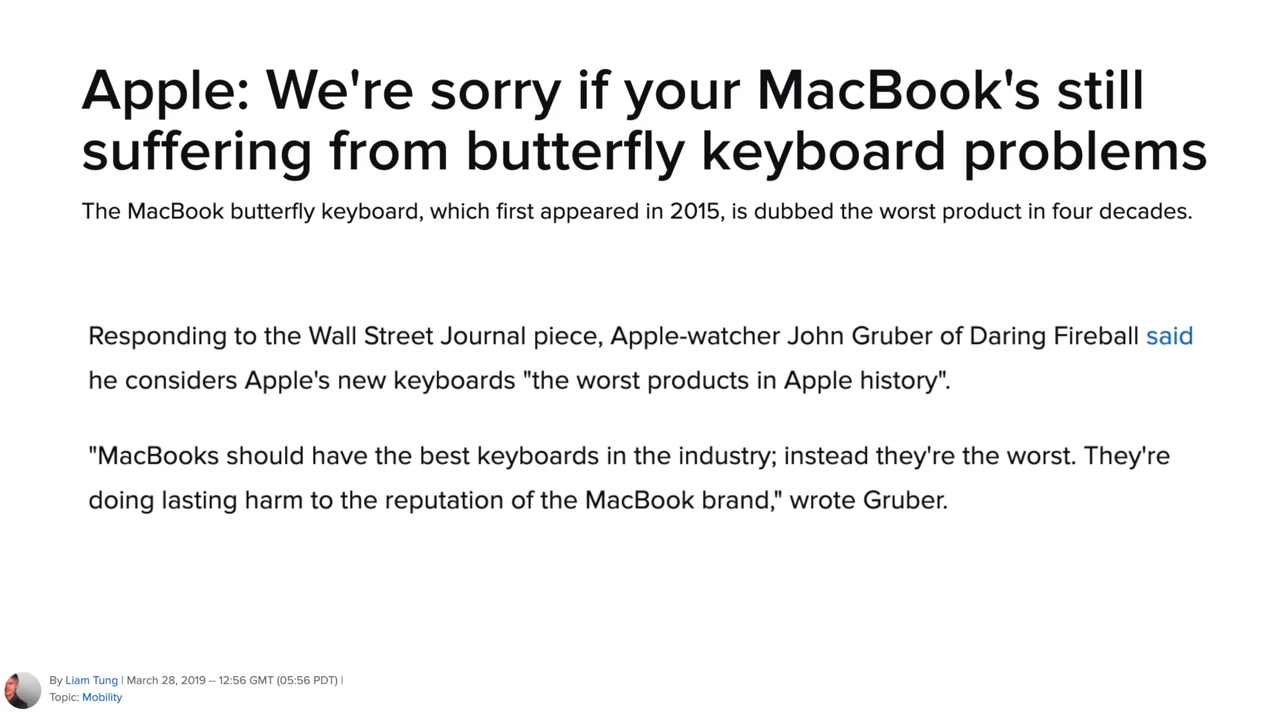 Apple: We're sorry if your MacBook's still
suffering from butterfly keyboard problems
The MacBook butterfly keyboard, which first appeared in 2015, is dubbed the worst product in four decades.
Responding to the Wall Street Journal piece, Apple-watcher John Gruber of Daring Fireball said
he considers Apple's new keyboards "the worst products in Apple history".
"MacBooks should have the best keyboards in the industry; instead they're the worst. They're
doing lasting harm to the reputation of the MacBook brand," wrote Gruber.
By Liam Tung | March 28, 2019 -- 12:56 GMT (05:56 PDT) |
Topic: Mobility